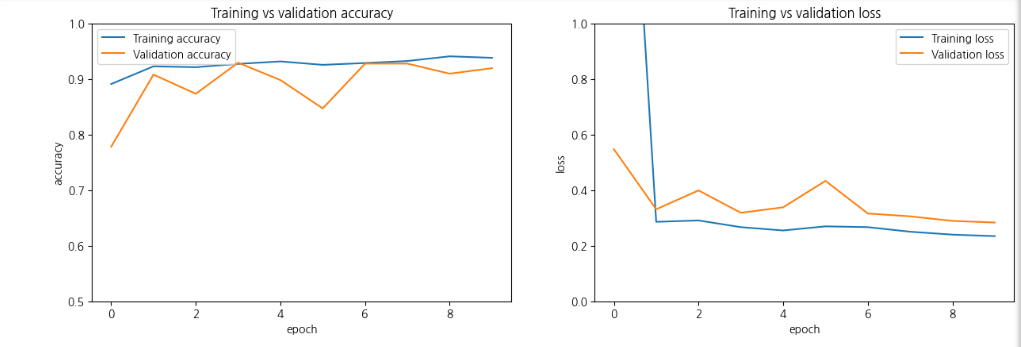 Training vs validation accuracy
1.0
0.9
0.8
0.7
0.6
0.5
accuracy
Training accuracy
Validation accuracy
0 2 4 6 8
epoch
Training vs validation loss
1.0
0.8
0.6
0.4
0.2
0.0
loss
Training loss
Validation loss
0 2 4 6 8
epoch